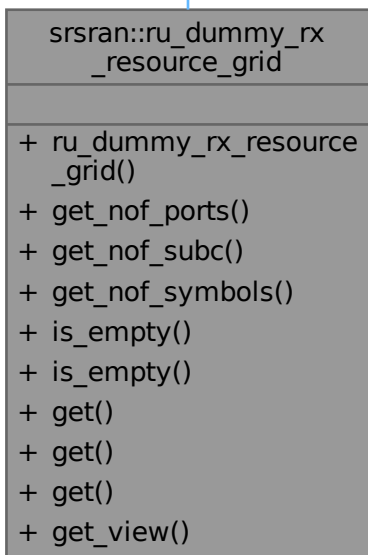 srsran::ru_dummy_rx
_resource_grid
+ ru_dummy_rx_resource
_grid()
+ get_nof_ports()
+ get_nof_subc()
+ get_nof_symbols()
+ is_empty()
+ is_empty()
+ get()
+ get()
+ get()
+ get_view()